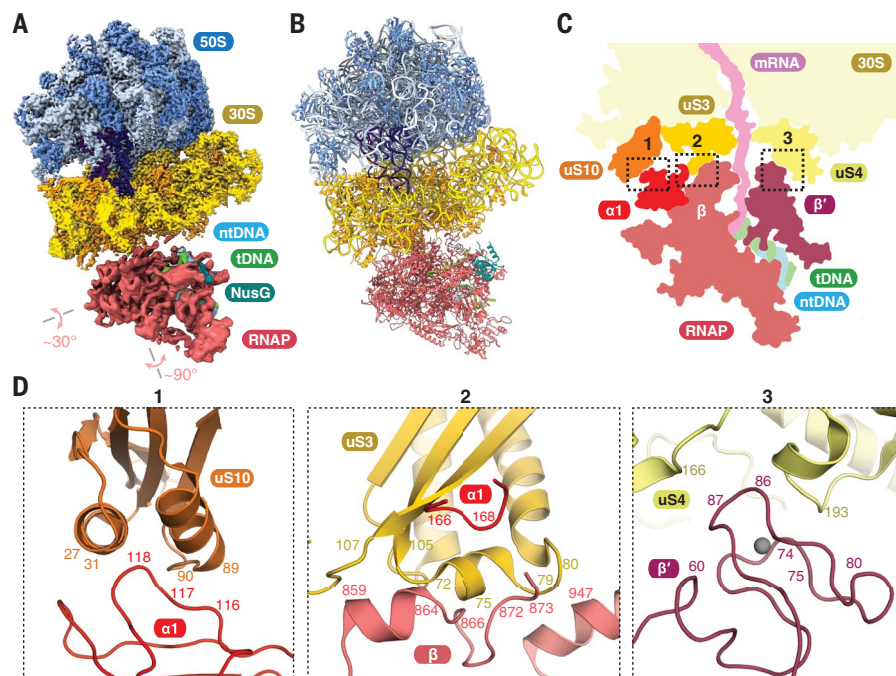 A
50S
30S
ntDNA
tDNA
NusG
RNAP
~30°
~90°
B
C
mRNA
30S
uS3
1
2
3
uS10
uS4
α1
β
β′
tDNA
ntDNA
RNAP
D
1
uS10
27
31
118
90
89
117
116
α1
2
uS3
α1
166
168
107
105
80
72
79
859
75
947
864
872
873
866
β
3
166
86
uS4
87
193
β′
74
60
75
80